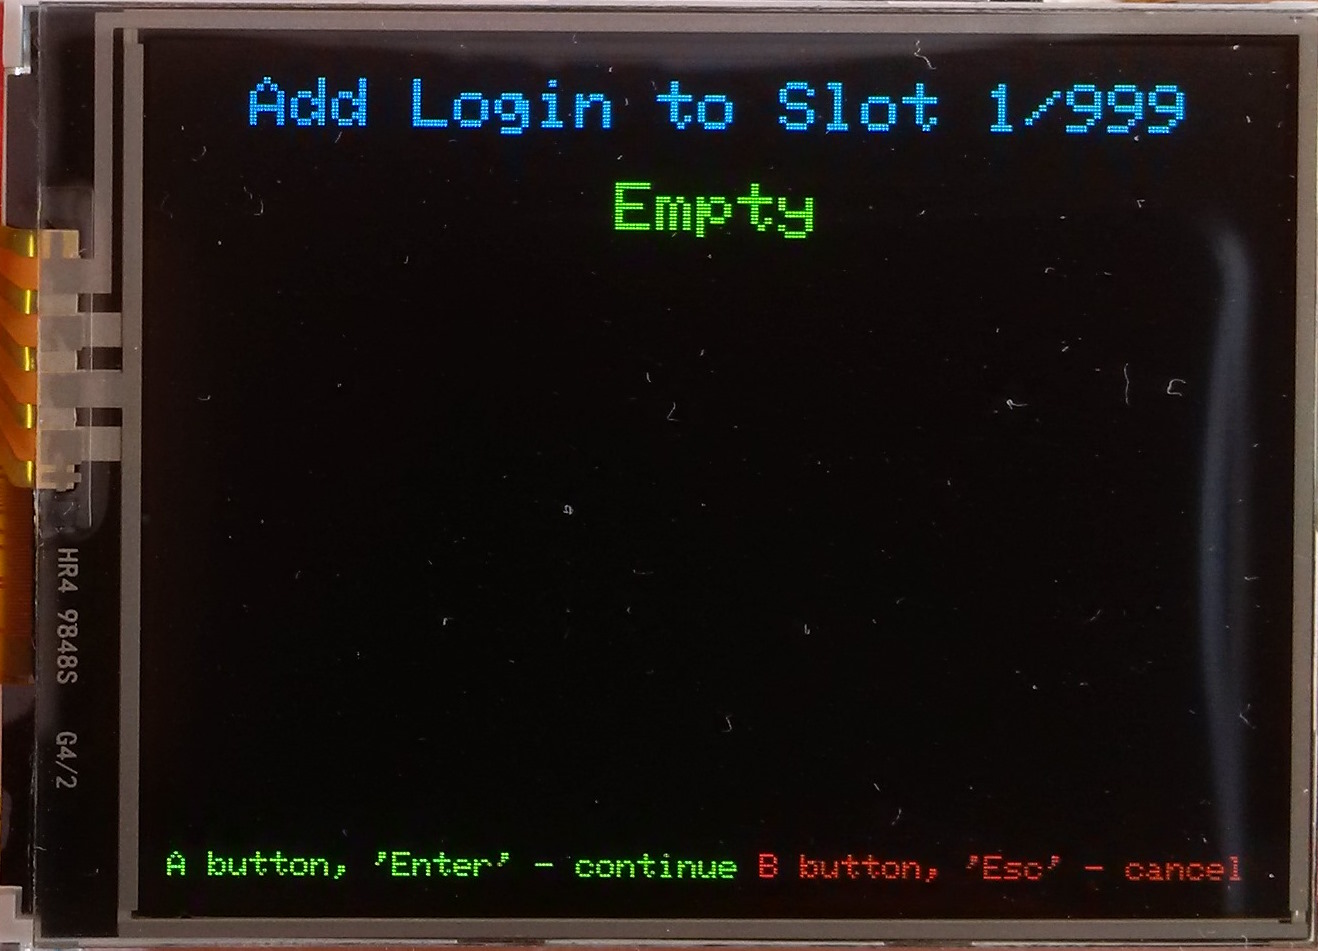 Add Login to Slot 1/999
Empty
A button, 'Enter' - continue B button, 'Esc' - cancel
HR4 9848S G4/2